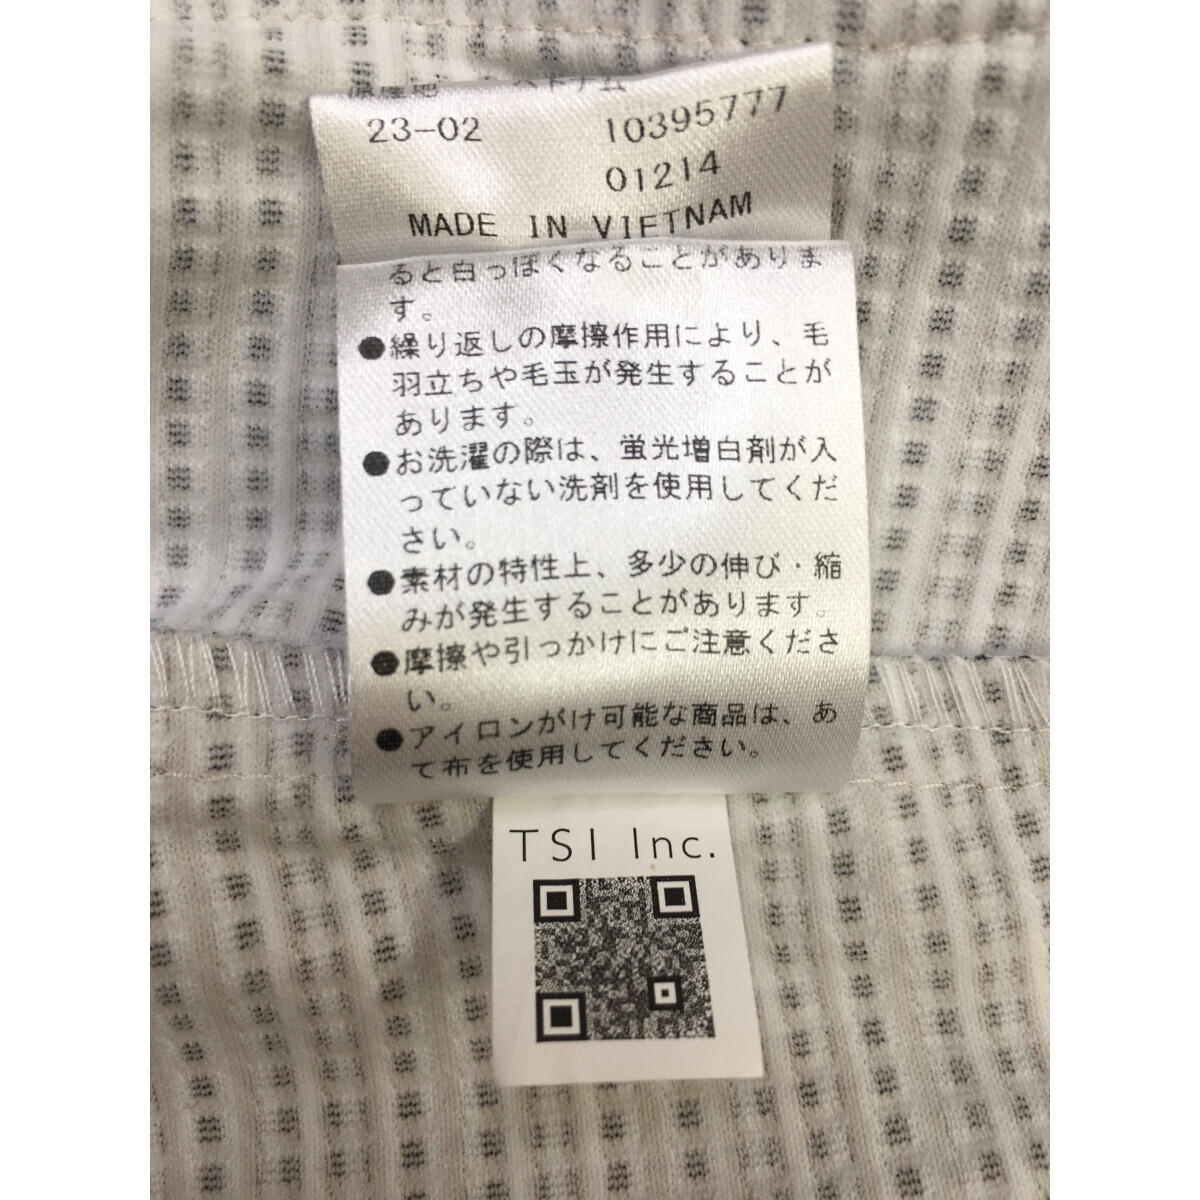 原産地 ベトナム
23-02 10395777
01214
MADE IN VIETNAM
ると白っぽくなることがありま
す。
●繰り返しの摩擦作用により、毛
羽立ちや毛玉が発生することが
あります。
●お洗濯の際は、蛍光増白剤が入
っていない洗剤を使用してくだ
さい。
●素材の特性上、多少の伸び・縮
みが発生することがあります。
●摩擦や引っかけにご注意くださ
い。
●アイロンがけ可能な商品は、あ
て布を使用してください。
TSI Inc.